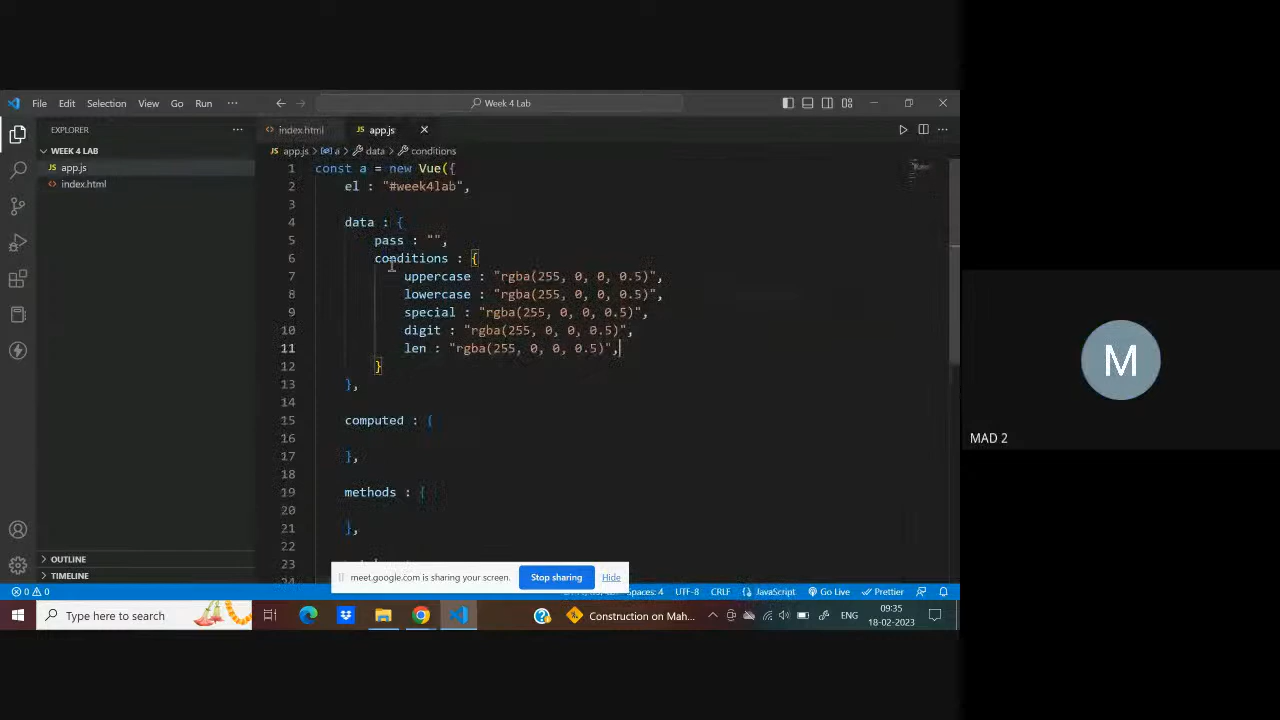 File Edit Selection View Go Run ···
Week 4 Lab
EXPLORER
index.html
app.js
WEEK 4 LAB
app.js > a > data > conditions
app.js
index.html
1 const a = new Vue({
2 el : "#week4lab",
3
4 data : {
5 pass : "",
6 conditions : {
7 uppercase : "rgba(255, 0, 0, 0.5)",
8 lowercase : "rgba(255, 0, 0, 0.5)",
9 special : "rgba(255, 0, 0, 0.5)",
10 digit : "rgba(255, 0, 0, 0.5)",
11 len : "rgba(255, 0, 0, 0.5)",
12 }
13 },
14
15 computed : {
16
17 },
18
19 methods : {
20
21 },
22
23
24
MAD 2
M
OUTLINE
TIMELINE
meet.google.com is sharing your screen.
Stop sharing
Hide
0 0
Spaces: 4 UTF-8 CRLF JavaScript Go Live Prettier
Type here to search
Construction on Mah...
ENG
09:35
18-02-2023